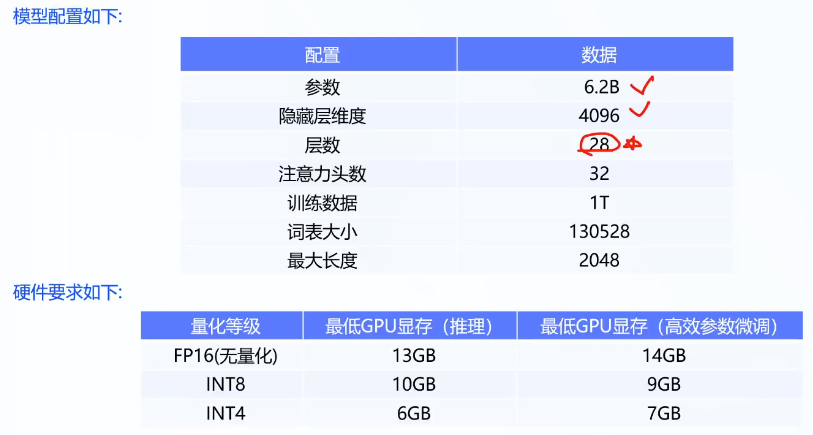 模型配置如下:
配置 数据
参数 6.2B
隐藏层维度 4096
层数 28
注意力头数 32
训练数据 1T
词表大小 130528
最大长度 2048
硬件要求如下:
量化等级 最低GPU显存（推理） 最低GPU显存（高效参数微调）
FP16(无量化) 13GB 14GB
INT8 10GB 9GB
INT4 6GB 7GB